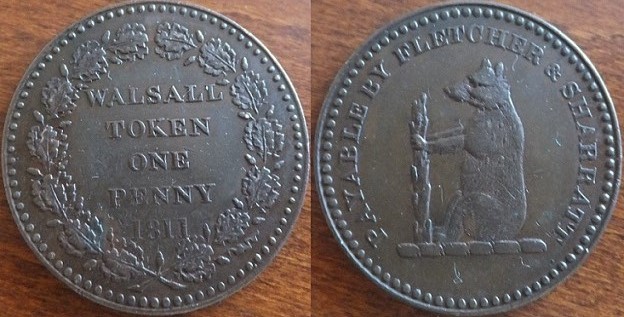 WALSALL
TOKEN
ONE
PENNY
1811
PAYABLE BY FLETCHER & SHARRATT